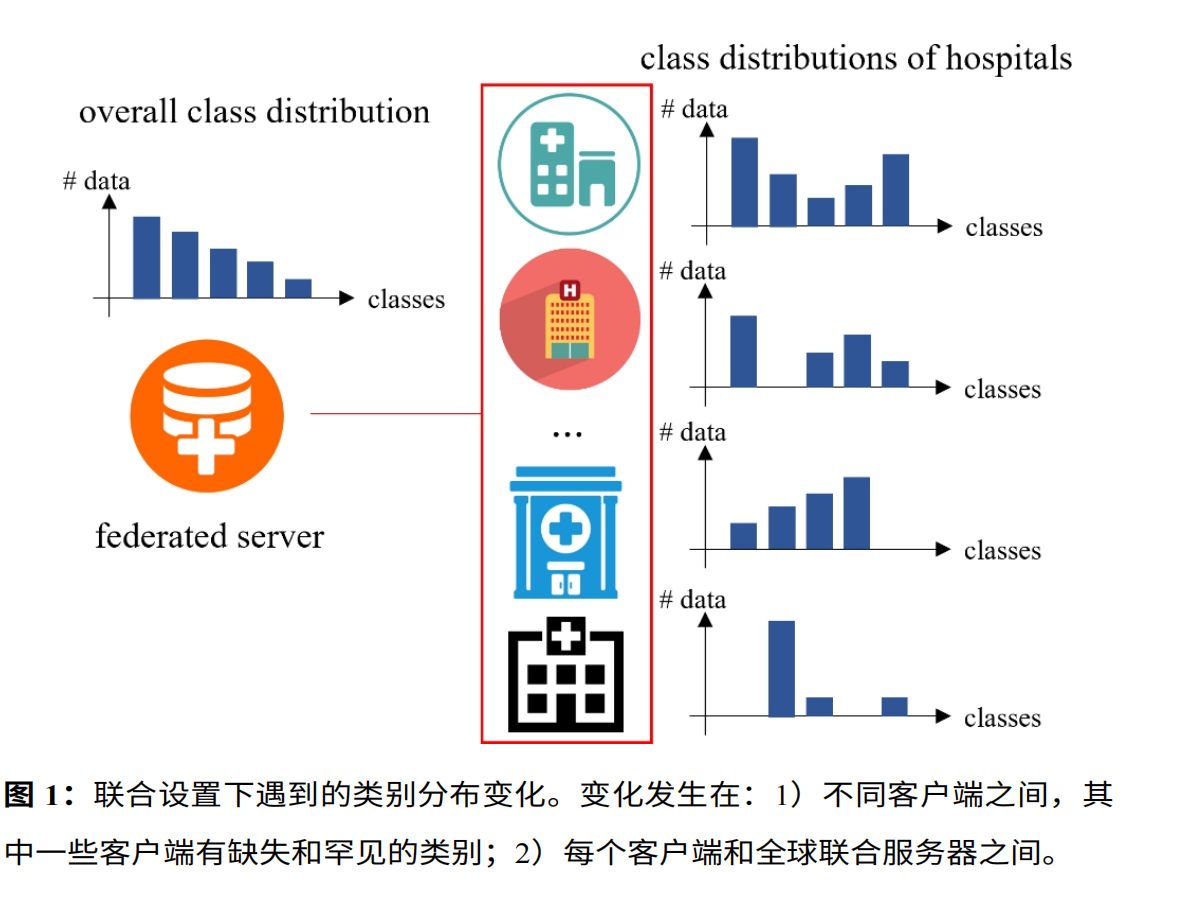 class distributions of hospitals
overall class distribution
# data
classes
federated server
H
...
# data
classes
# data
classes
# data
classes
# data
classes
图 1：联合设置下遇到的类别分布变化。变化发生在：1）不同客户端之间，其
中一些客户端有缺失和罕见的类别；2）每个客户端和全球联合服务器之间。